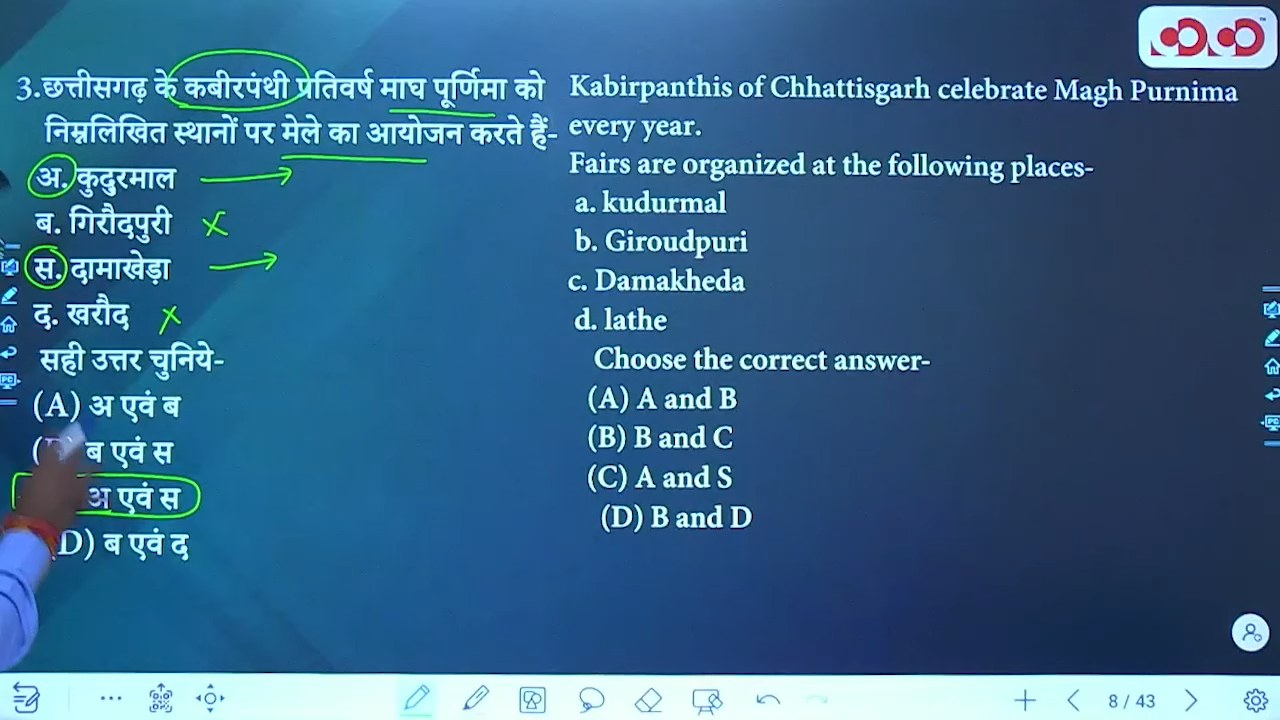 3.छत्तीसगढ़ के कबीरपंथी प्रतिवर्ष माघ पूर्णिमा को
निम्नलिखित स्थानों पर मेले का आयोजन करते हैं-
अ. कुदुरमाल
ब. गिरौदपुरी
स. दामाखेड़ा
द. खरौद
सही उत्तर चुनिये-
(A) अ एवं ब
ब एवं स
अ एवं स
D) ब एवं द
Kabirpanthis of Chhattisgarh celebrate Magh Purnima
every year.
Fairs are organized at the following places-
a. kudurmal
b. Giroudpuri
c. Damakheda
d. lathe
Choose the correct answer-
(A) A and B
(B) B and C
(C) A and S
(D) B and D
8 / 43